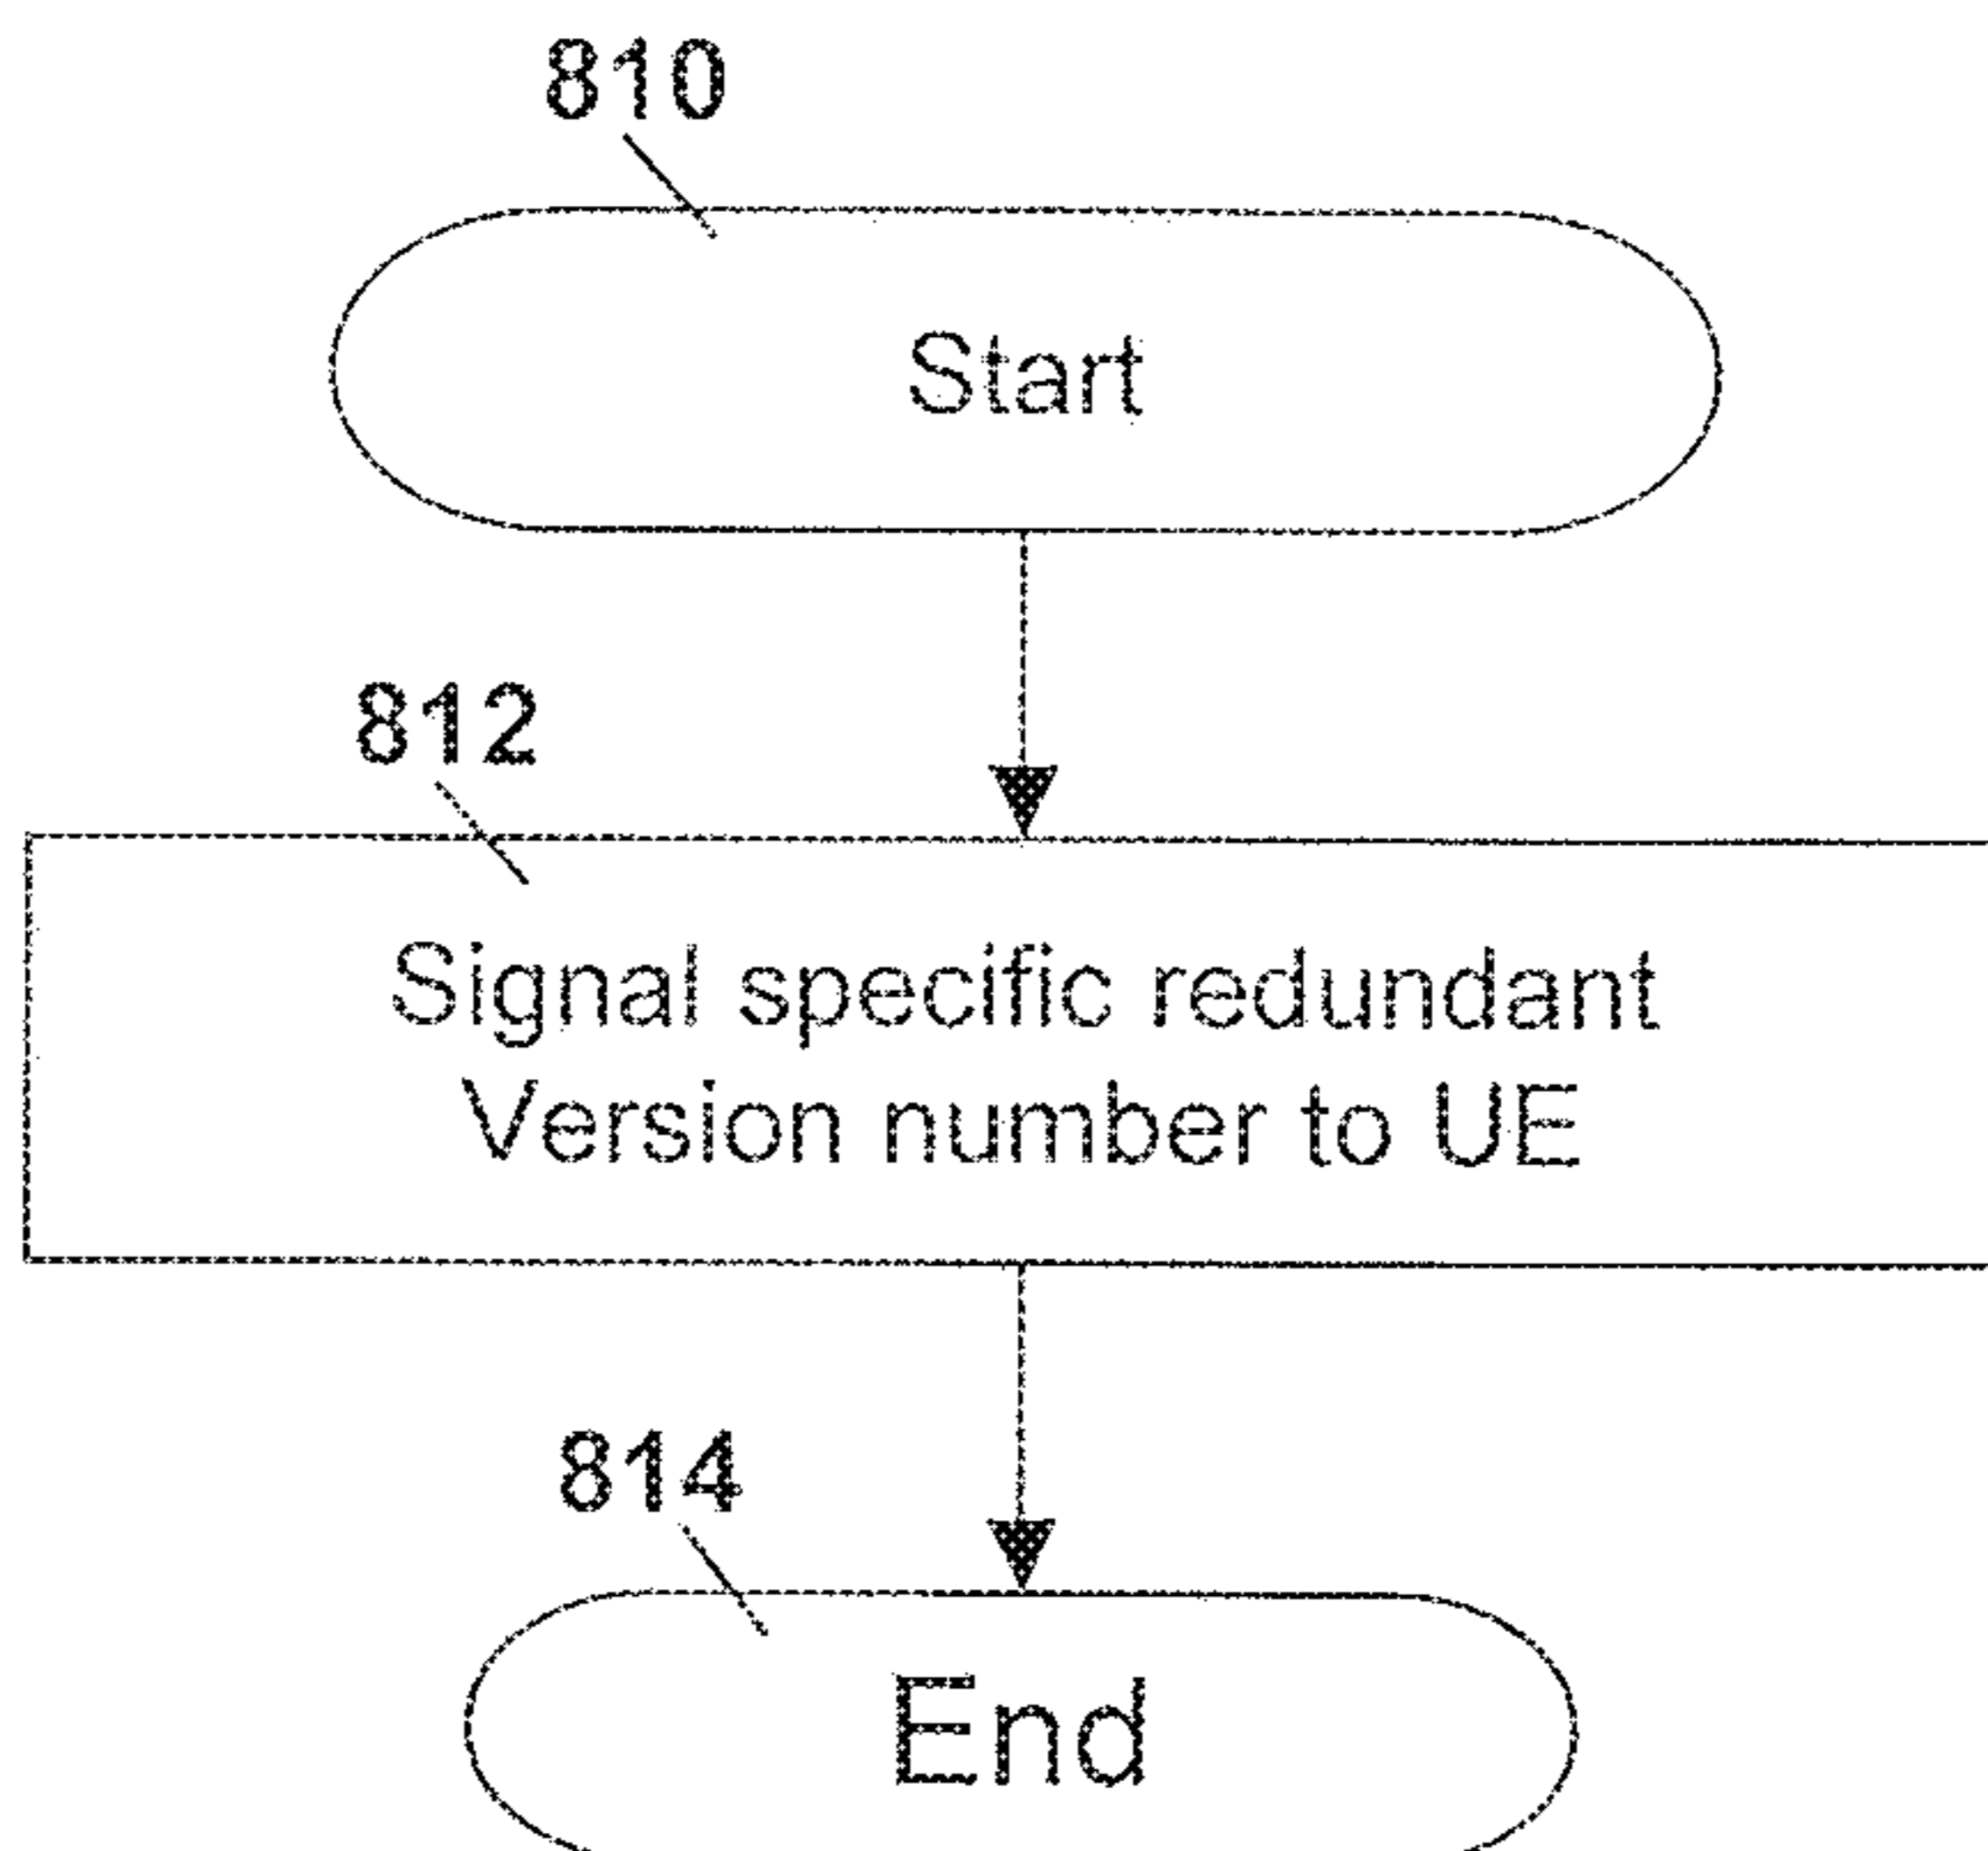 810
Start
812
Signal specific redundant
Version number to UE
814
End